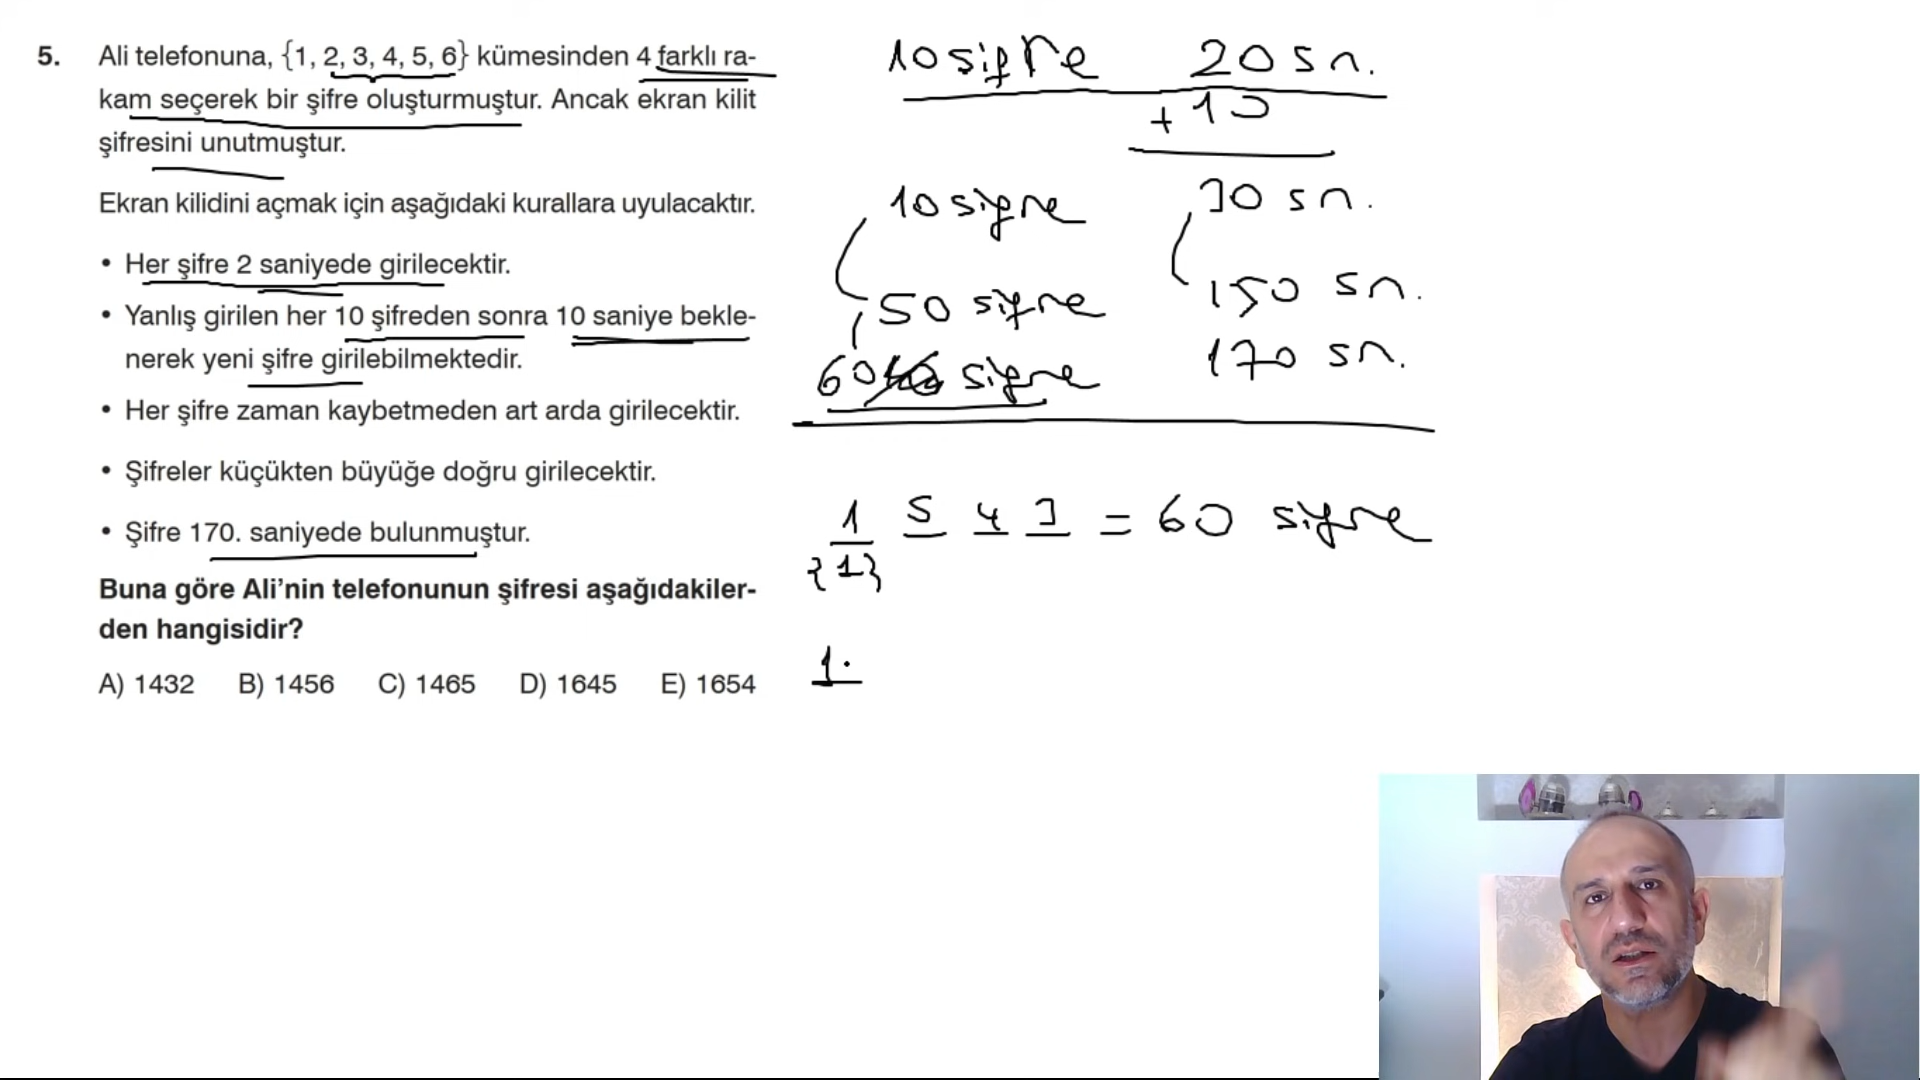 5. Ali telefonuna, {1, 2, 3, 4, 5, 6} kümesinden 4 farklı ra-
kam seçerek bir şifre oluşturmuştur. Ancak ekran kilit
şifresini unutmuştur.
Ekran kilidini açmak için aşağıdaki kurallara uyulacaktır.
• Her şifre 2 saniyede girilecektir.
• Yanlış girilen her 10 şifreden sonra 10 saniye bekle-
nerek yeni şifre girilebilmektedir.
• Her şifre zaman kaybetmeden art arda girilecektir.
• Şifreler küçükten büyüğe doğru girilecektir.
• Şifre 170. saniyede bulunmuştur.
Buna göre Ali'nin telefonunun şifresi aşağıdakiler-
den hangisidir?
A) 1432 B) 1456 C) 1465 D) 1645 E) 1654
10 şifre 20 sn.
+ 10
10 şifre 30 sn.
50 şifre 150 sn.
60 şifre 170 sn.
1 5 4 3 = 60 şifre
{1}
1.